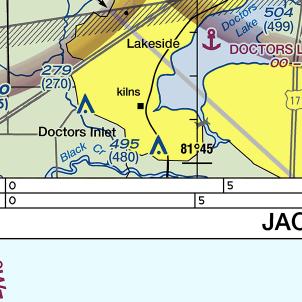 504
(499)
Doctors
Lake
Lakeside
DOCTORS L
279
(270)
kilns
17
Doctors Inlet
495
(480)
Black Cr
81°45'
0
5
0
5
JAC